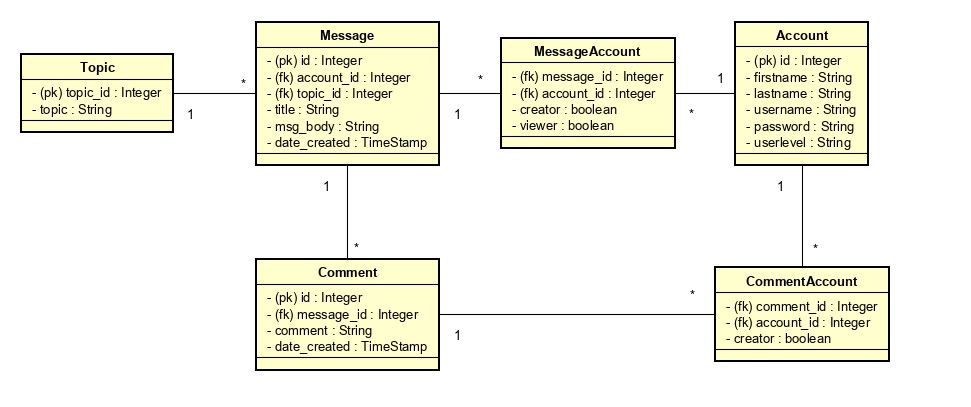 Topic
- (pk) topic_id : Integer
- topic : String
1
*
Message
- (pk) id : Integer
- (fk) account_id : Integer
- (fk) topic_id : Integer
- title : String
- msg_body : String
- date_created : TimeStamp
1
*
MessageAccount
- (fk) message_id : Integer
- (fk) account_id : Integer
- creator : boolean
- viewer : boolean
1
*
Account
- (pk) id : Integer
- firstname : String
- lastname : String
- username : String
- password : String
- userlevel : String
1
*
1
*
Comment
- (pk) id : Integer
- (fk) message_id : Integer
- comment : String
- date_created : TimeStamp
1
*
CommentAccount
- (fk) comment_id : Integer
- (fk) account_id : Integer
- creator : boolean